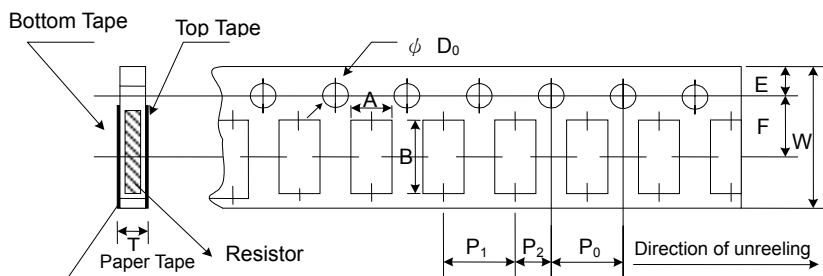 Bottom Tape
Top Tape
ϕ D₀
A
B
E
F
W
T
Paper Tape
Resistor
P₁
P₂
P₀
Direction of unreeling